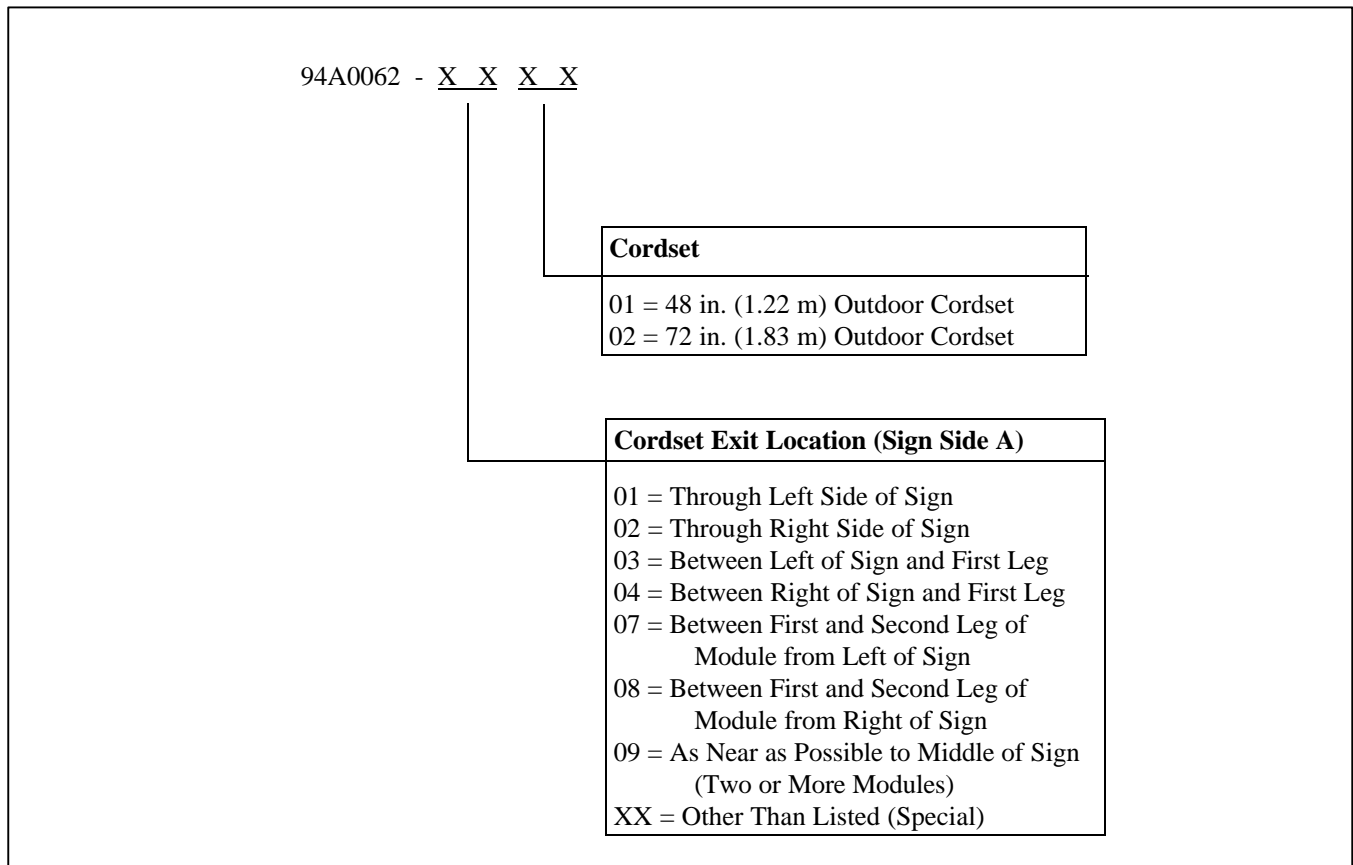 94A0062 - X X X X
Cordset
01 = 48 in. (1.22 m) Outdoor Cordset
02 = 72 in. (1.83 m) Outdoor Cordset
Cordset Exit Location (Sign Side A)
01 = Through Left Side of Sign
02 = Through Right Side of Sign
03 = Between Left of Sign and First Leg
04 = Between Right of Sign and First Leg
07 = Between First and Second Leg of
Module from Left of Sign
08 = Between First and Second Leg of
Module from Right of Sign
09 = As Near as Possible to Middle of Sign
(Two or More Modules)
XX = Other Than Listed (Special)